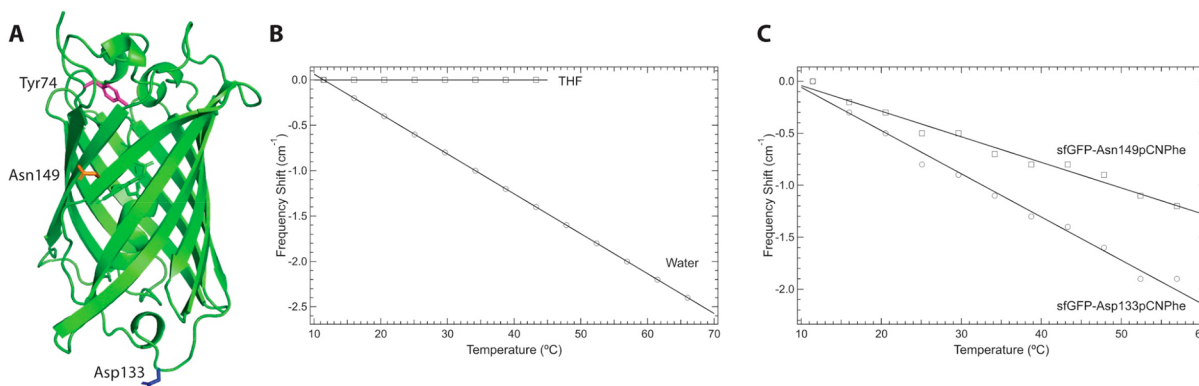 A
Tyr74
Asn149
Asp133
B
Frequency Shift (cm-1)
0.0
-0.5
-1.0
-1.5
-2.0
-2.5
THF
Water
10 20 30 40 50 60 70
Temperature (ºC)
C
Frequency Shift (cm-1)
0.0
-0.5
-1.0
-1.5
-2.0
sfGFP-Asn149pCNPhe
sfGFP-Asp133pCNPhe
10 20 30 40 50 60
Temperature (ºC)